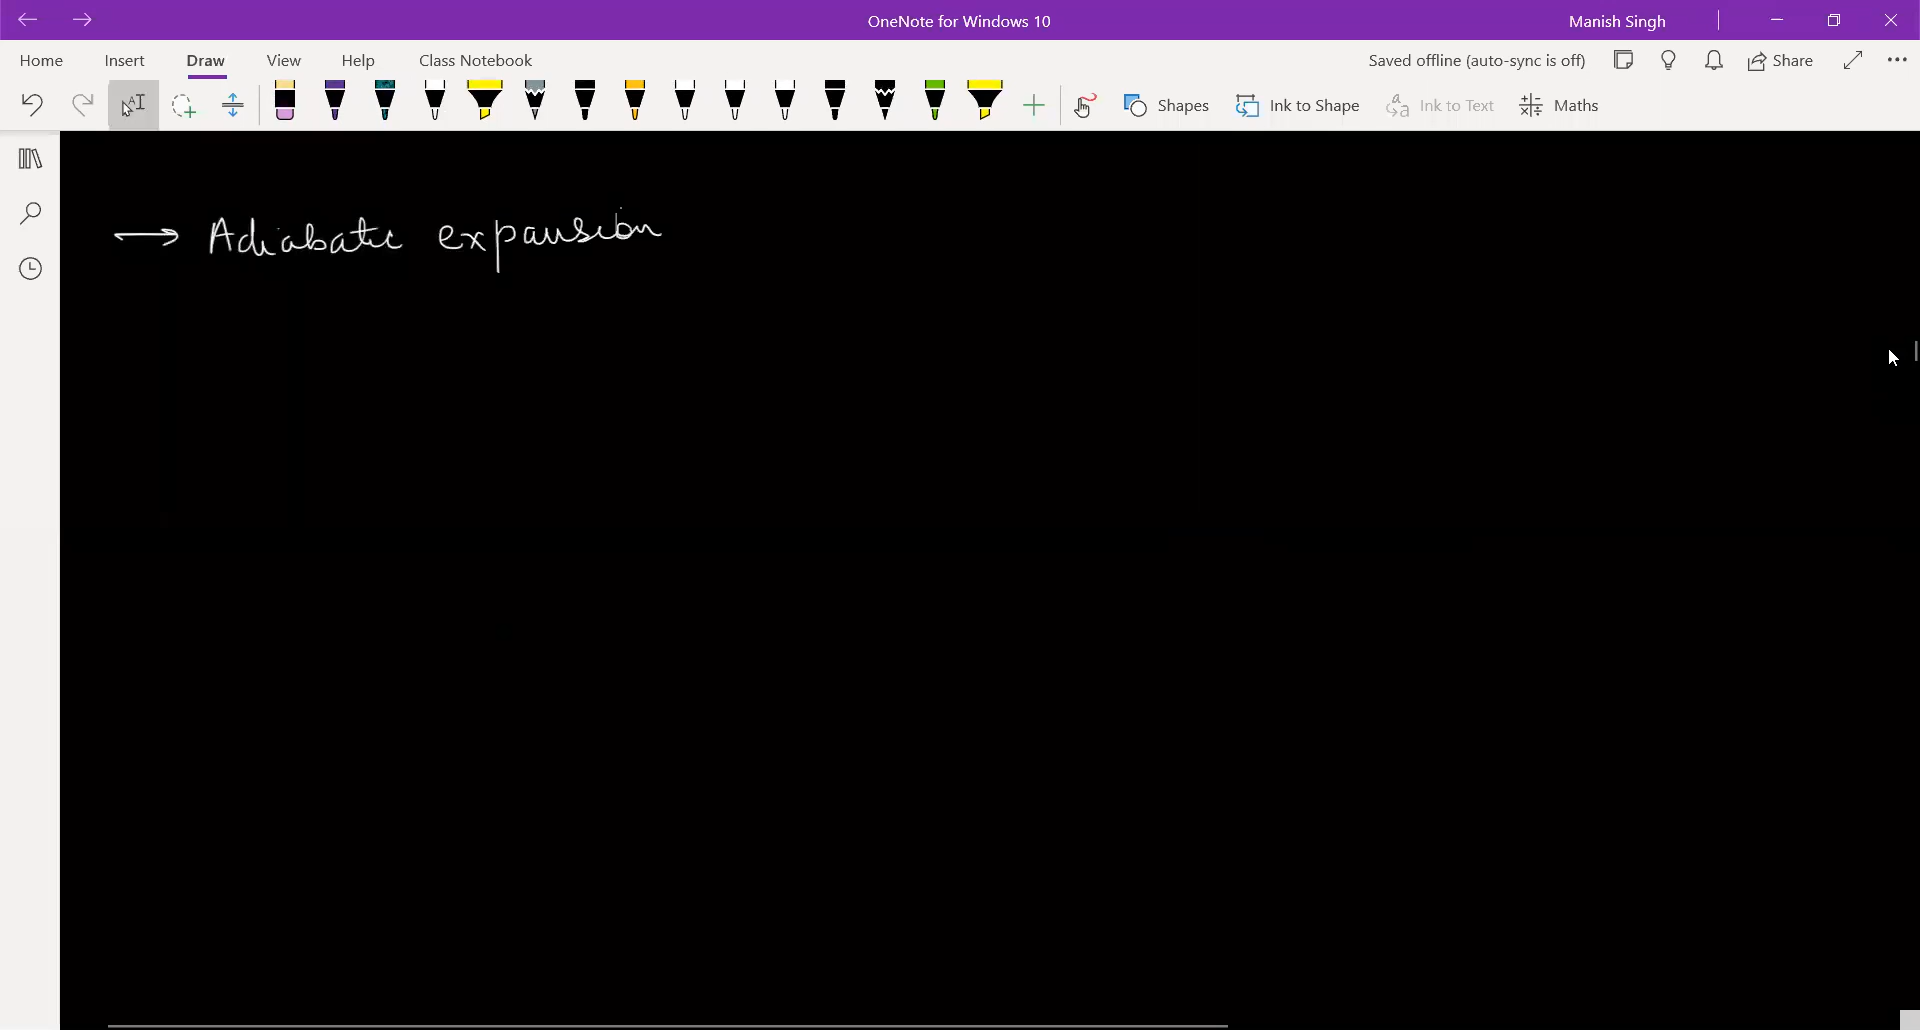 OneNote for Windows 10 Manish Singh
Home Insert Draw View Help Class Notebook Saved offline (auto-sync is off) Share
Shapes Ink to Shape Ink to Text Maths
→ Adiabatic expansion